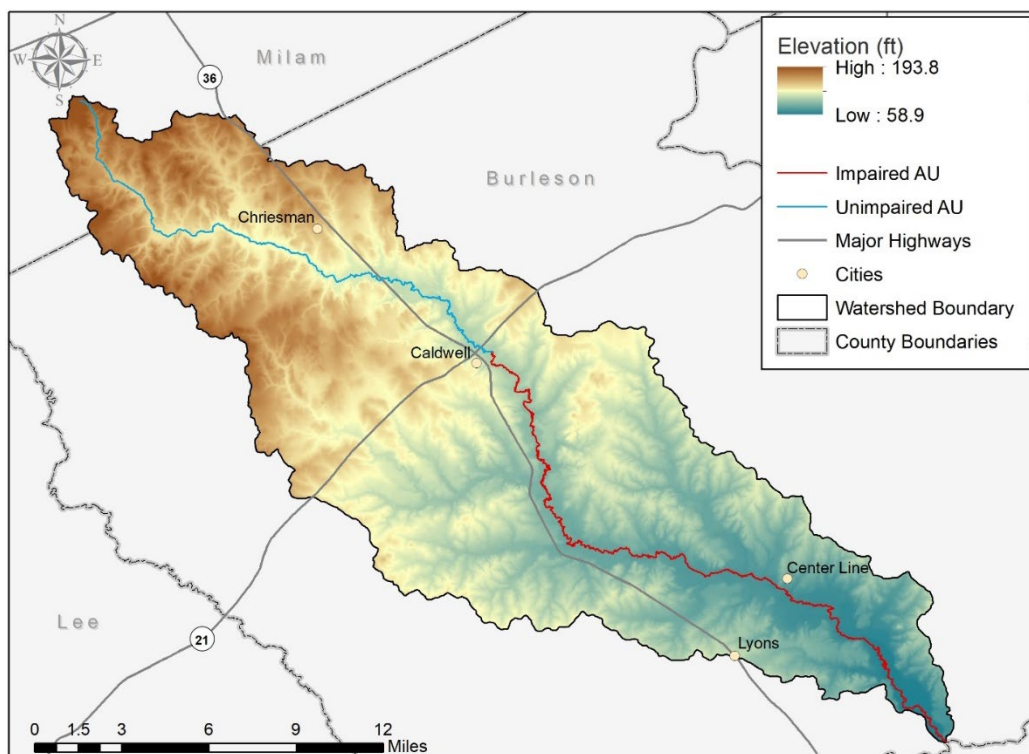 N
W E
S
Milam
36
Burleson
Chriesman
Caldwell
Center Line
Lyons
Lee
21
0 1.5 3 6 9 12
Miles
Elevation (ft)
High : 193.8
Low : 58.9
Impaired AU
Unimpaired AU
Major Highways
Cities
Watershed Boundary
County Boundaries